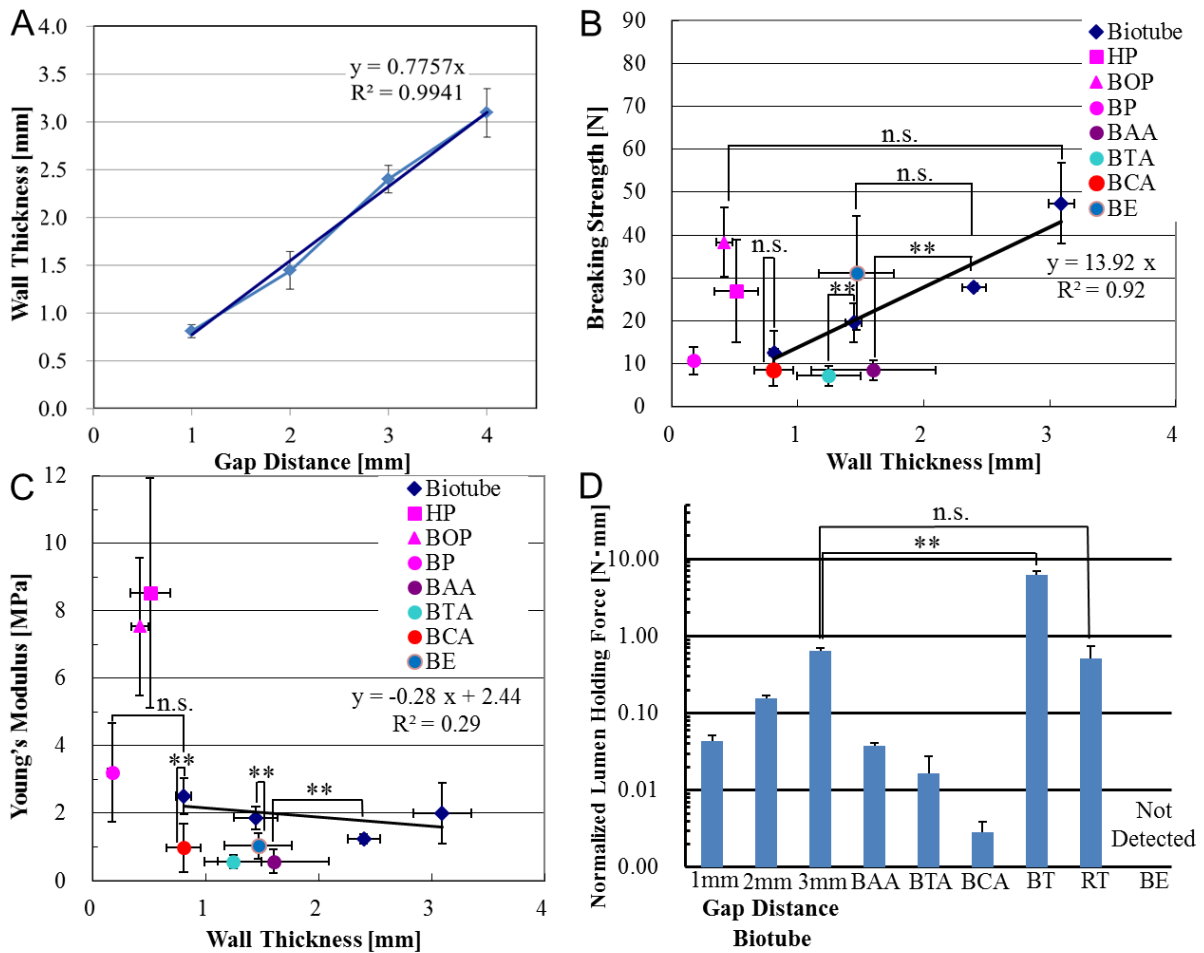 A
4.0
3.5
3.0
2.5
2.0
1.5
1.0
0.5
0.0
Wall Thickness [mm]
y = 0.7757x
R² = 0.9941
0
1
2
3
4
Gap Distance [mm]
B
90
80
70
60
50
40
30
20
10
0
Breaking Strength [N]
Biotube
HP
BOP
BP
BAA
BTA
BCA
BE
n.s.
n.s.
n.s.
**
**
y = 13.92 x
R² = 0.92
0
1
2
3
4
Wall Thickness [mm]
C
12
10
8
6
4
2
0
Young's Modulus [MPa]
Biotube
HP
BOP
BP
BAA
BTA
BCA
BE
y = -0.28 x + 2.44
R² = 0.29
n.s.
**
**
**
0
1
2
3
4
Wall Thickness [mm]
D
Normalized Lumen Holding Force [N·mm]
10.00
1.00
0.10
0.01
0.00
n.s.
**
Not
Detected
1mm
2mm
3mm
BAA
BTA
BCA
BT
RT
BE
Gap Distance
Biotube